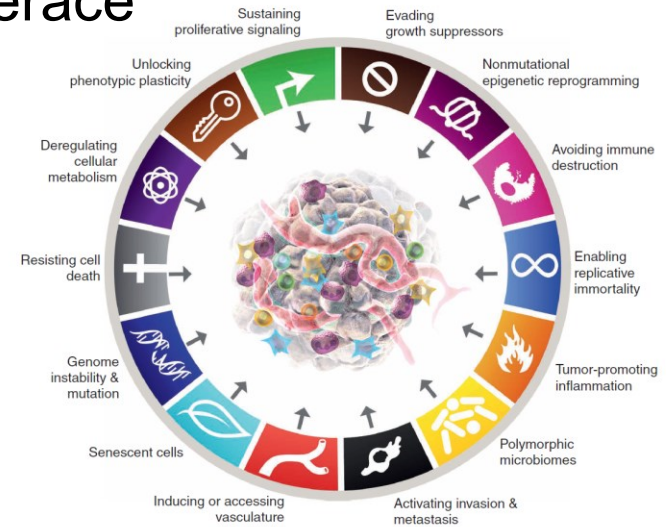 Sustaining
proliferative signaling
Evading
growth suppressors
Nonmutational
epigenetic reprogramming
Avoiding immune
destruction
Enabling
replicative
immortality
Tumor-promoting
inflammation
Polymorphic
microbiomes
Activating invasion &
metastasis
Inducing or accessing
vasculature
Senescent cells
Genome
instability &
mutation
Resisting cell
death
Deregulating
cellular
metabolism
Unlocking
phenotypic plasticity